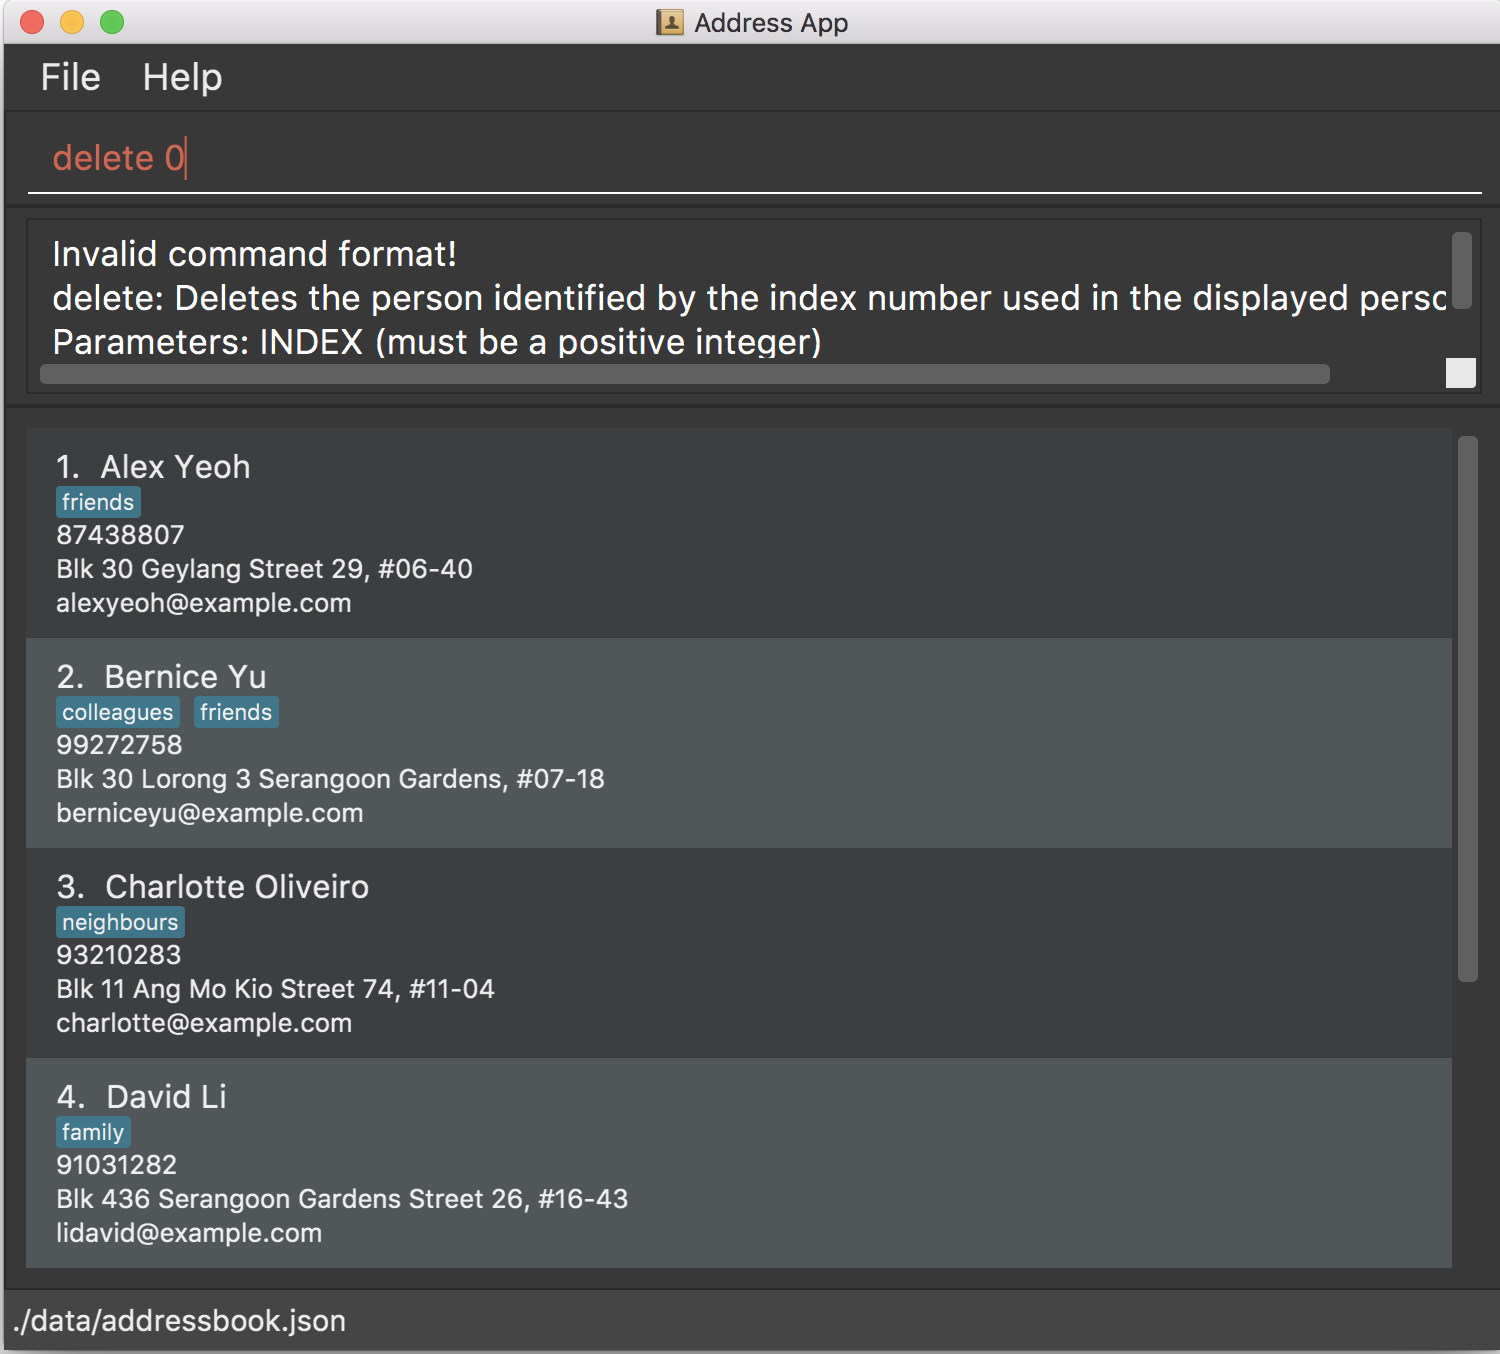 Address App
File Help
delete 0
Invalid command format!
delete: Deletes the person identified by the index number used in the displayed
Parameters: INDEX (must be a positive integer)
1. Alex Yeoh
friends
87438807
Blk 30 Geylang Street 29, #06-40
alexyeoh@example.com
2. Bernice Yu
colleagues friends
99272758
Blk 30 Lorong 3 Serangoon Gardens, #07-18
berniceyu@example.com
3. Charlotte Oliveiro
neighbours
93210283
Blk 11 Ang Mo Kio Street 74, #11-04
charlotte@example.com
4. David Li
family
91031282
Blk 436 Serangoon Gardens Street 26, #16-43
lidavid@example.com
./data/addressbook.json